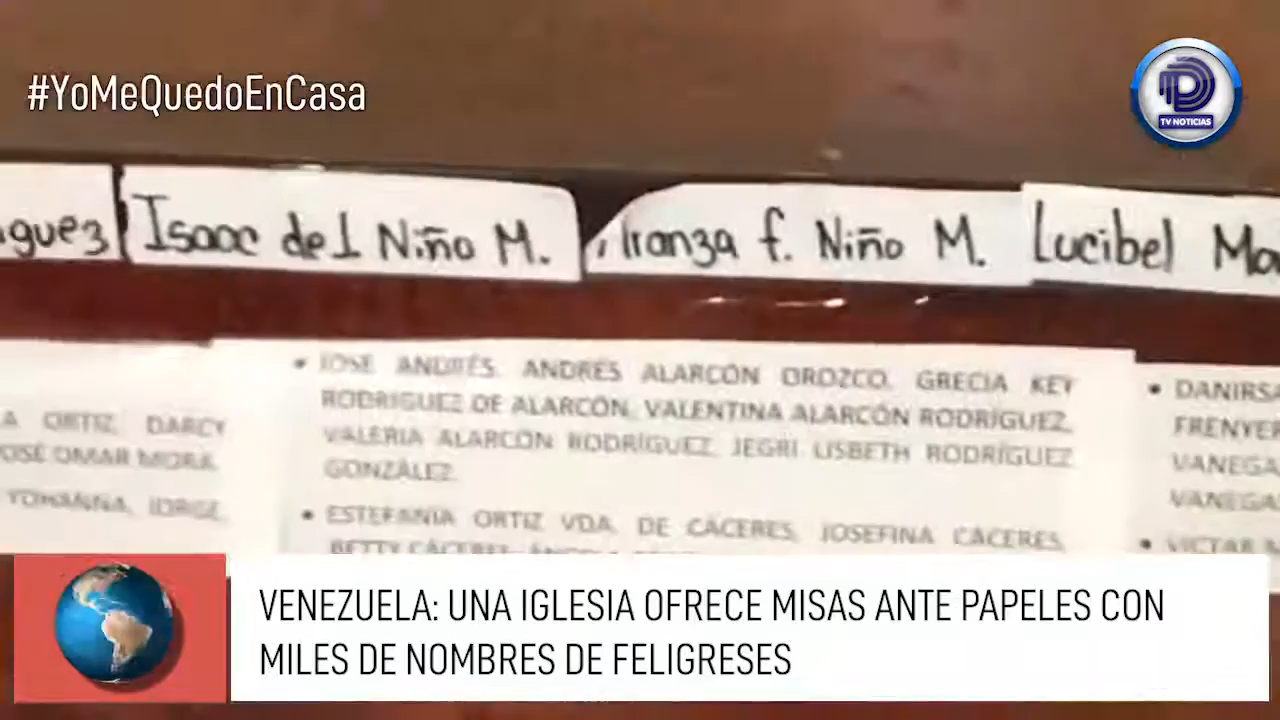 #YoMeQuedoEnCasa
TV NOTICIAS
guez Isaac del Niño M. f. Niño M. Lucibel
JOSE ANDRÉS, ANDRES ALARCÓN OROZCO, GRECIA KEY
RODRIGUEZ DE ALARCÓN, VALENTINA ALARCÓN RODRÍGUEZ,
VALERIA ALARCÓN RODRÍGUEZ, JEGRI LISBETH RODRÍGUEZ
GONZÁLEZ.
ESTEFANÍA ORTIZ VDA. DE CÁCERES, JOSEFINA CÁCERES,
A ORTIZ, DARCY
JOSÉ OMAR MORA.
YOHANNA, JORGE,
DANIRSA
FRENYER
VANEGA
VANEGA
VENEZUELA: UNA IGLESIA OFRECE MISAS ANTE PAPELES CON
MILES DE NOMBRES DE FELIGRESES